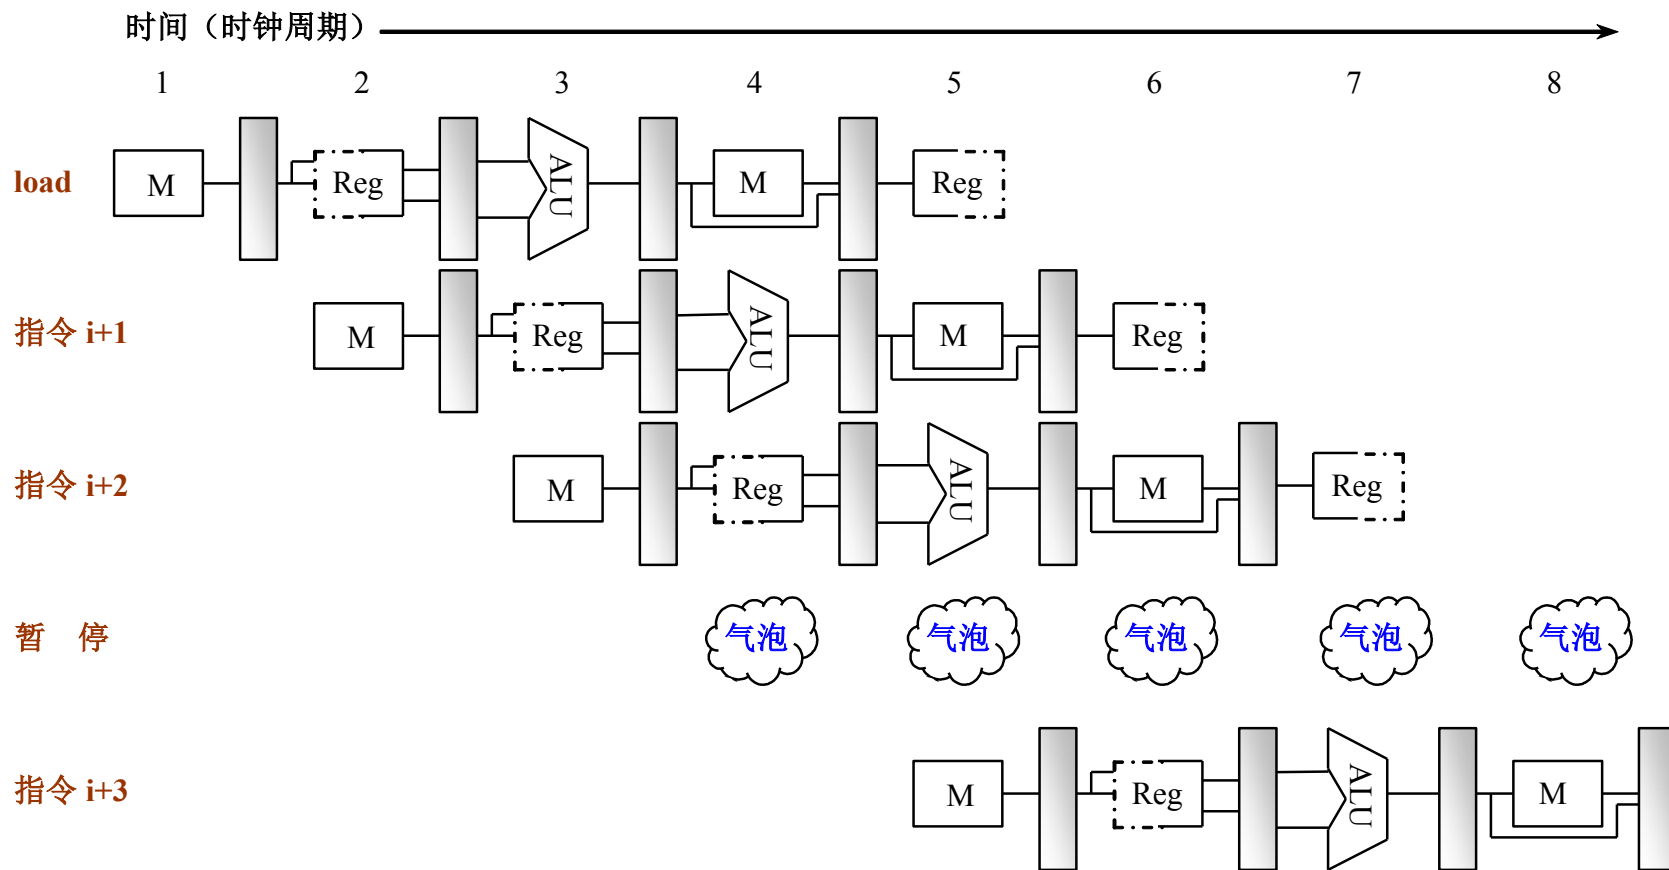 时间（时钟周期）
1 2 3 4 5 6 7 8
load M Reg ALU M Reg
指令 i+1 M Reg ALU M Reg
指令 i+2 M Reg ALU M Reg
暂 停 气泡 气泡 气泡 气泡 气泡
指令 i+3 M Reg ALU M